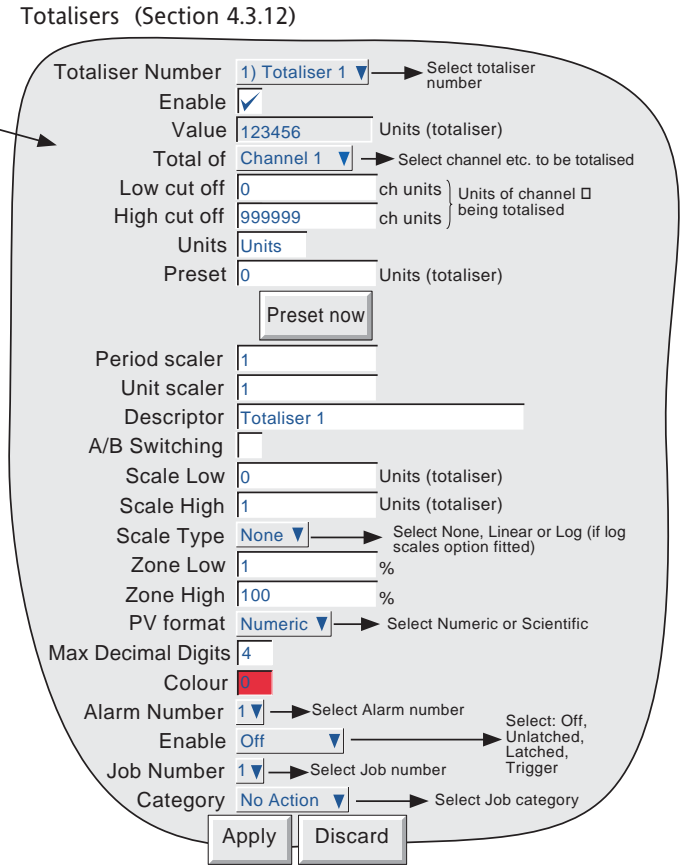 Totalisers (Section 4.3.12)
Totaliser Number 1) Totaliser 1 Select totaliser number
Enable
Value 123456 Units (totaliser)
Total of Channel 1 Select channel etc. to be totalised
Low cut off 0 ch units
High cut off 999999 ch units
Units of channel
being totalised
Units Units
Preset 0 Units (totaliser)
Preset now
Period scaler 1
Unit scaler 1
Descriptor Totaliser 1
A/B Switching
Scale Low 0 Units (totaliser)
Scale High 1 Units (totaliser)
Scale Type None Select None, Linear or Log (if log
scales option fitted)
Zone Low 1 %
Zone High 100 %
PV format Numeric Select Numeric or Scientific
Max Decimal Digits 4
Colour 0
Alarm Number 1 Select Alarm number
Enable Off Select: Off,
Unlatched,
Latched,
Trigger
Job Number 1 Select Job number
Category No Action Select Job category
Apply Discard